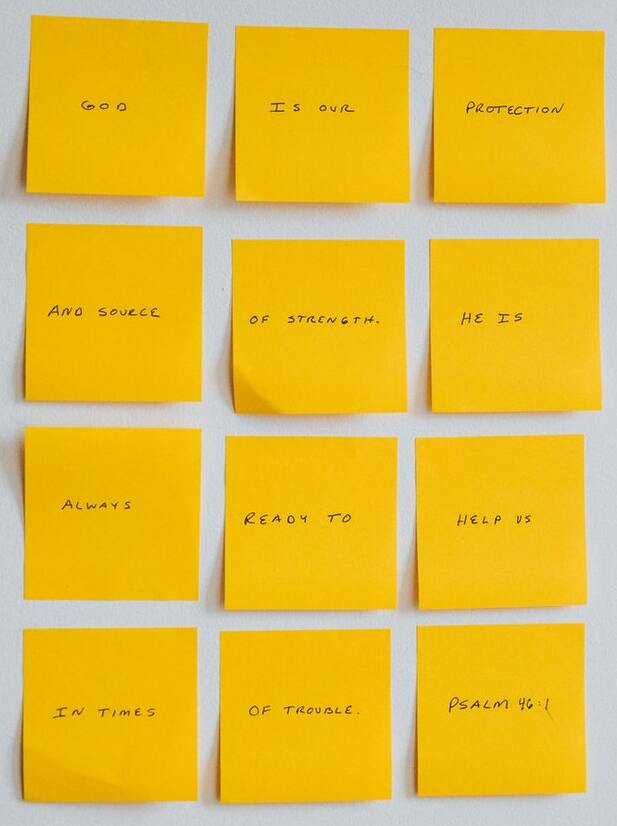 GOD
IS OUR
PROTECTION
AND SOURCE
OF STRENGTH.
HE IS
ALWAYS
READY TO
HELP US
IN TIMES
OF TROUBLE.
PSALM 46:1